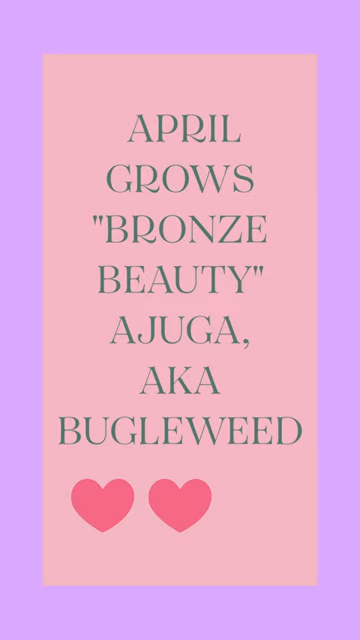 APRIL
GROWS
"BRONZE
BEAUTY"
AJUGA,
AKA
BUGLEWEED